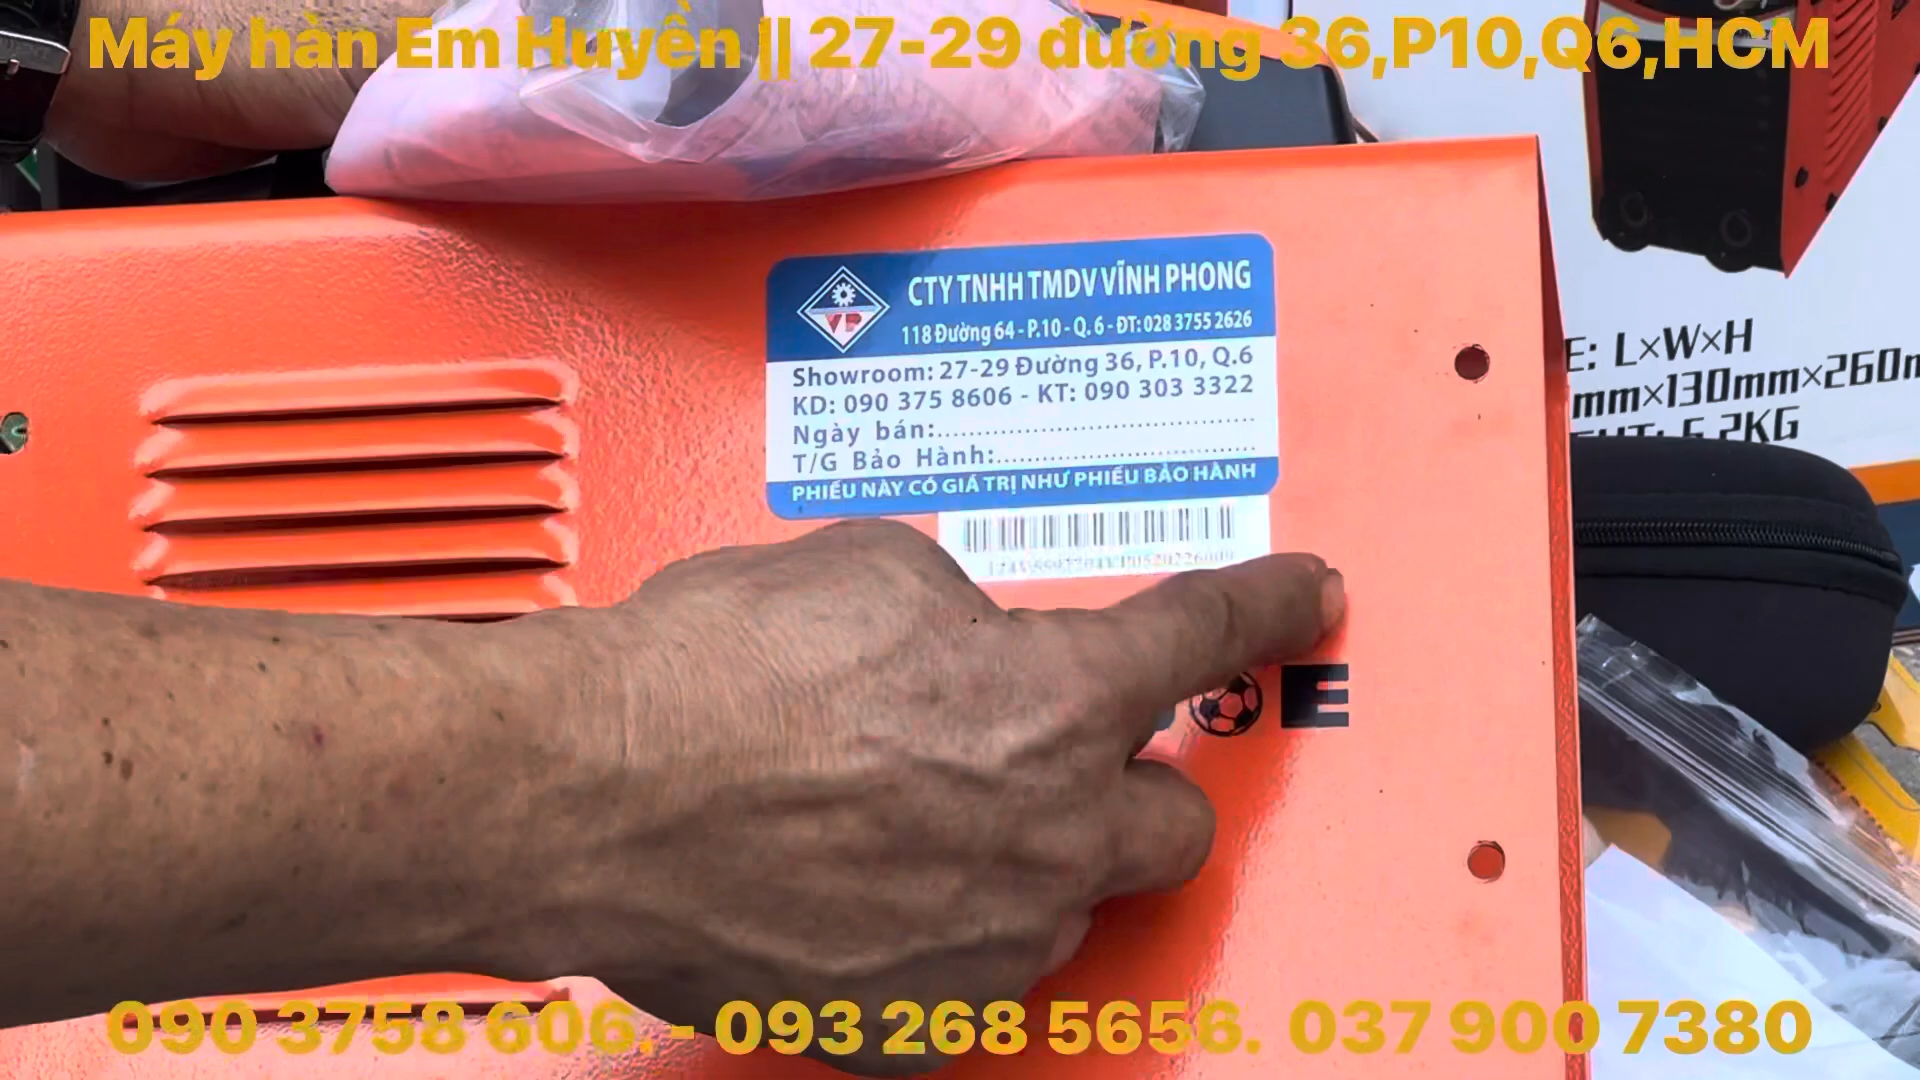 Máy hàn Em Huyền || 27-29 đường 36,P10,Q6,HCM
CTY TNHH TMDV VĨNH PHONG
VP
118 Đường 64 - P.10 - Q. 6 - ĐT: 028 3755 2626
Showroom: 27-29 Đường 36, P.10, Q.6
KD: 090 375 8606 - KT: 090 303 3322
Ngày bán:
T/G Bảo Hành:
PHIẾU NÀY CÓ GIÁ TRỊ NHƯ PHIẾU BẢO HÀNH
E: L×W×H
mm×130mm×260m
6.2KG
E
090 3758 606. - 093 268 5656. 037 900 7380